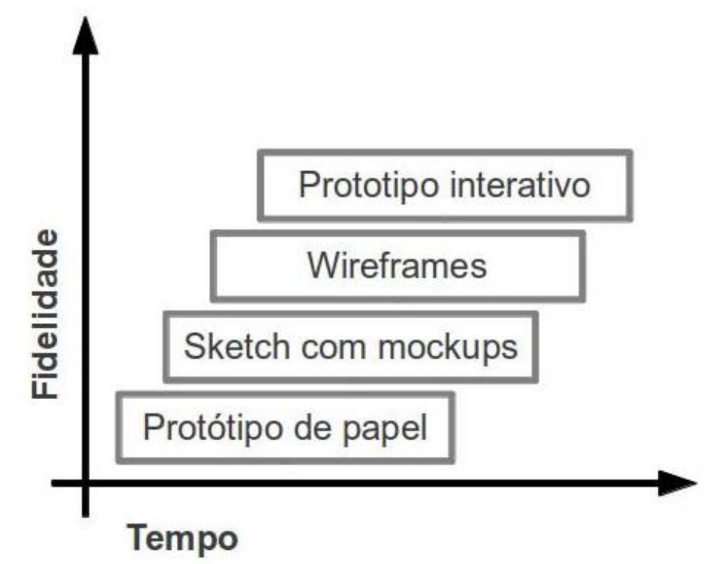 Prototipo interativo
Wireframes
Sketch com mockups
Protótipo de papel
Fidelidade
Tempo